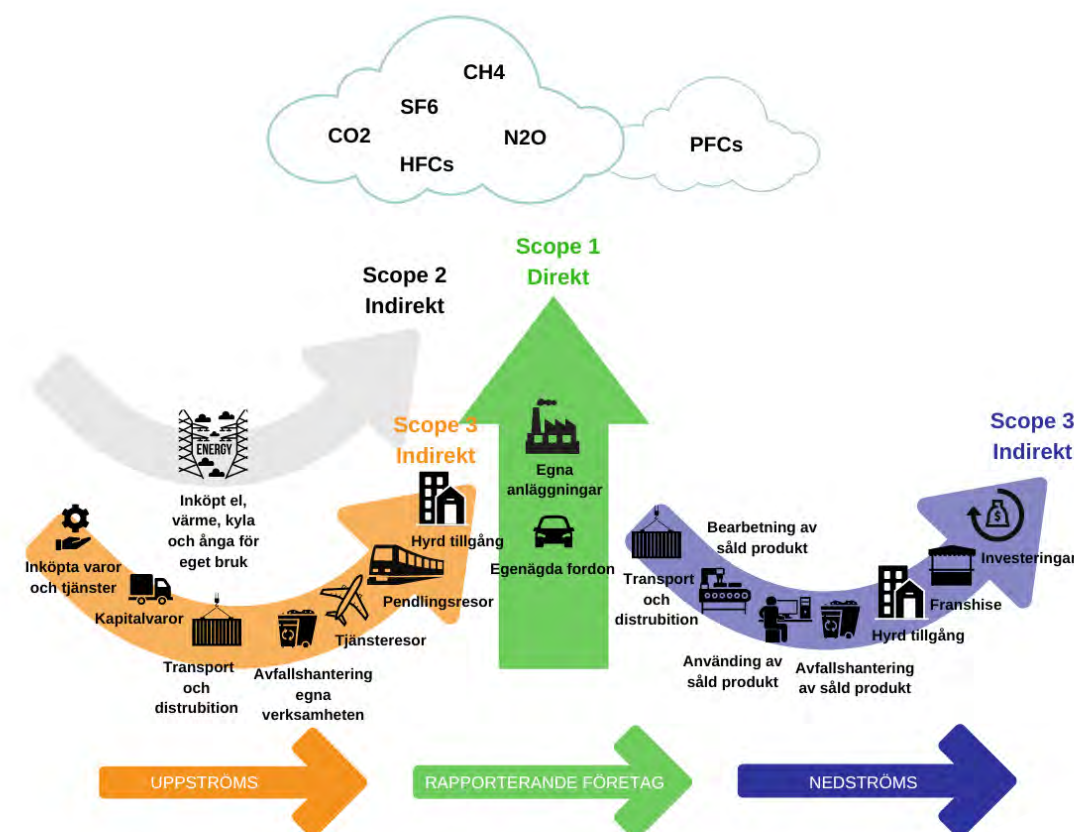 CH4
SF6
CO2
N2O
HFCs
PFCs
Scope 1
Direkt
Scope 2
Indirekt
Scope 3
Indirekt
Scope 3
Indirekt
ENERGY
Inköpt el,
värme, kyla
och ånga för
eget bruk
Inköpta varor
och tjänster
Kapitalvaror
Transport
och
distrubition
Avfallshantering
egna
verksamheten
Tjänsteresor
Pendlingsresor
Hyrd tillgång
Egna
anläggningar
Egenägda fordon
Transport
och
distrubition
Bearbetning av
såld produkt
Använding av
såld produkt
Avfallshantering
av såld produkt
Hyrd tillgång
Franshise
$
Investeringar
UPPSTRÖMS
RAPPORTERANDE FÖRETAG
NEDSTRÖMS